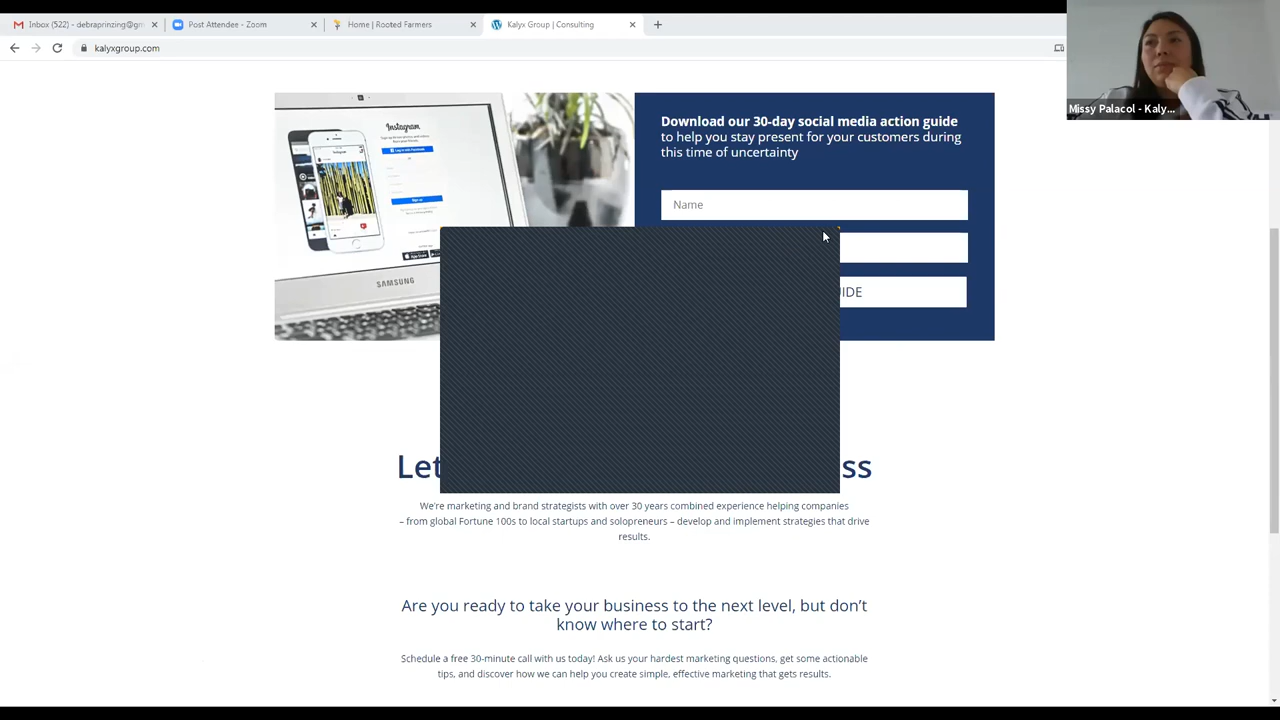 Inbox (522) - debraprinzing@gm
Post Attendee - Zoom
Home | Rooted Farmers
Kalyx Group | Consulting
kalyxgroup.com
Missy Palacol - Kaly...
Instagram
SAMSUNG
Download our 30-day social media action guide
to help you stay present for your customers during
this time of uncertainty
Name
UIDE
Let
ss
We're marketing and brand strategists with over 30 years combined experience helping companies
– from global Fortune 100s to local startups and solopreneurs – develop and implement strategies that drive
results.
Are you ready to take your business to the next level, but don't
know where to start?
Schedule a free 30-minute call with us today! Ask us your hardest marketing questions, get some actionable
tips, and discover how we can help you create simple, effective marketing that gets results.